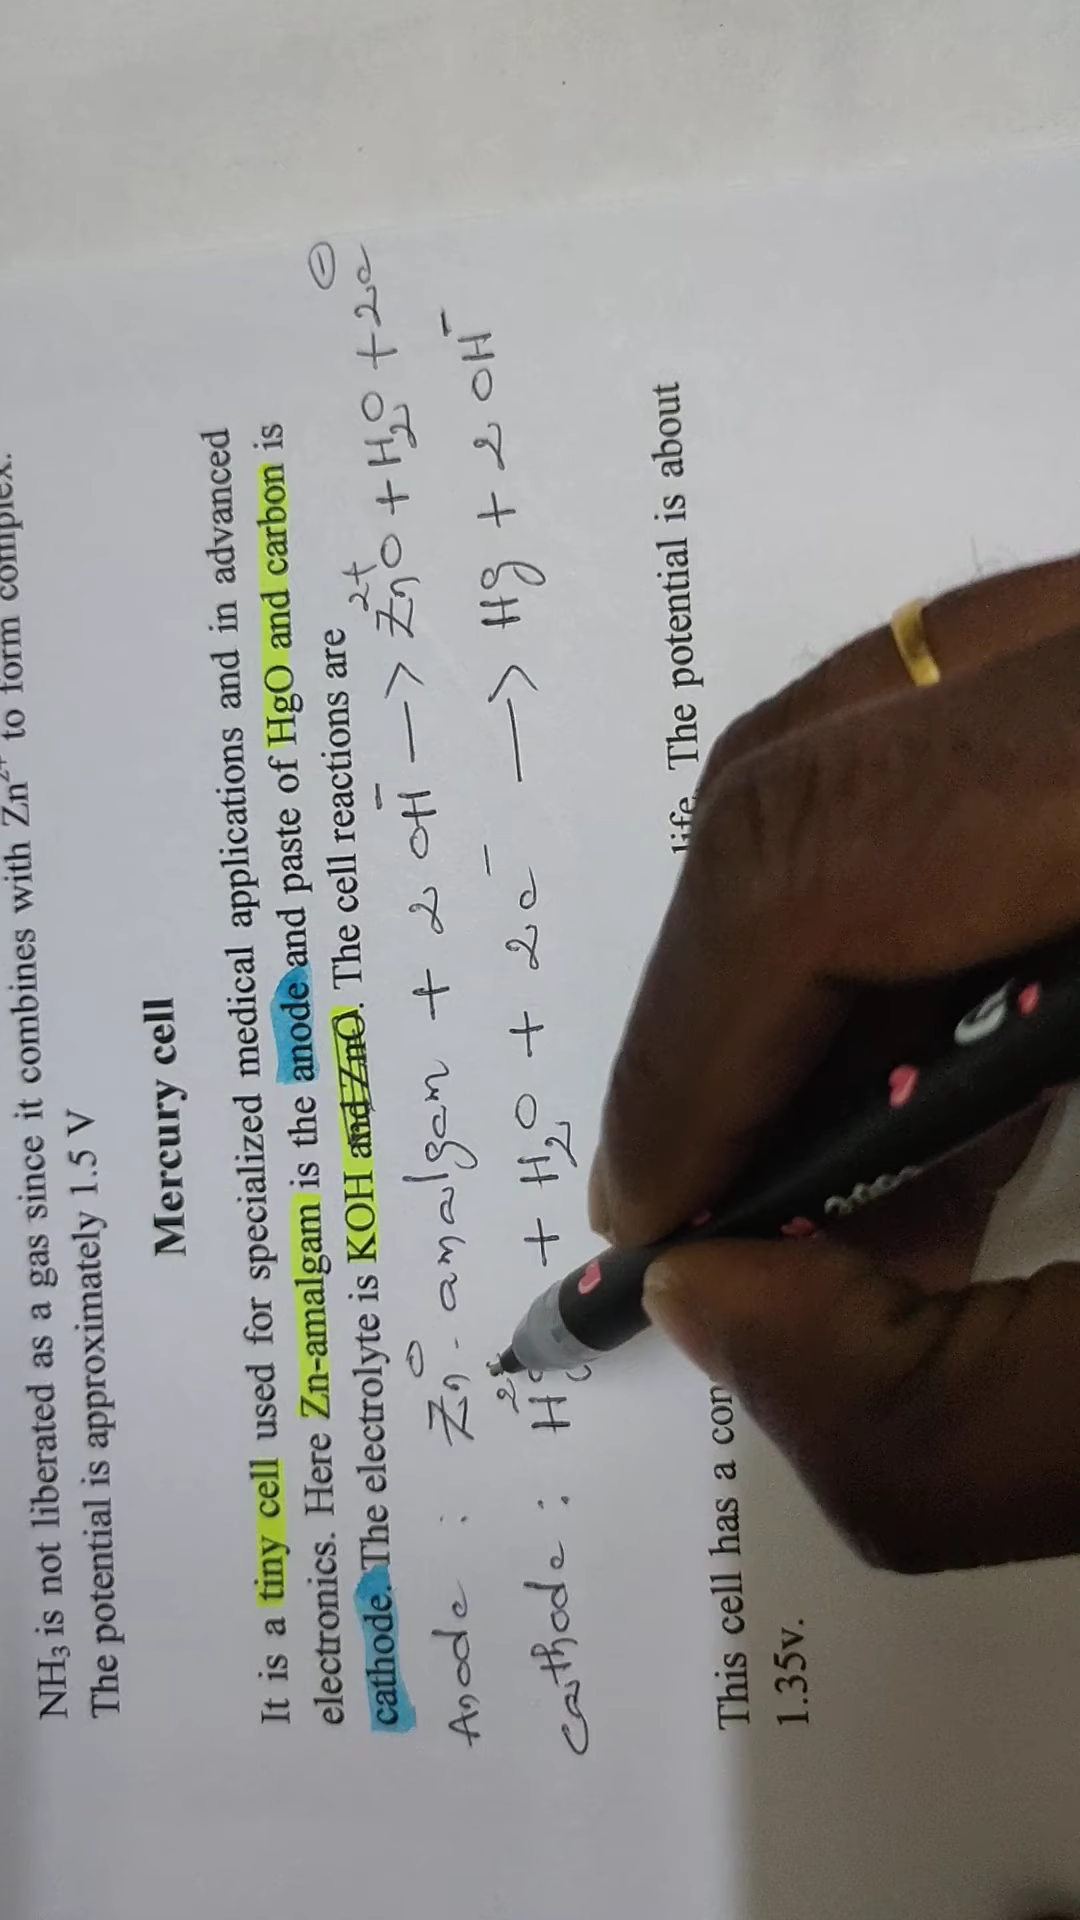 NH₃ is not liberated as a gas since it combines with Zn²⁺ to form complex.
The potential is approximately 1.5 V
Mercury cell
It is a tiny cell used for specialized medical applications and in advanced
electronics. Here Zn-amalgam is the anode and paste of HgO and carbon is
cathode. The electrolyte is KOH and ZnO. The cell reactions are
Anode : Zn⁰- amalgam + 2 OH⁻ → Zn²⁺O + H₂O + 2e⊖
Cathode : + H₂O + 2e⁻ → Hg + 2 OH⁻
This cell has a life. The potential is about
1.35v.